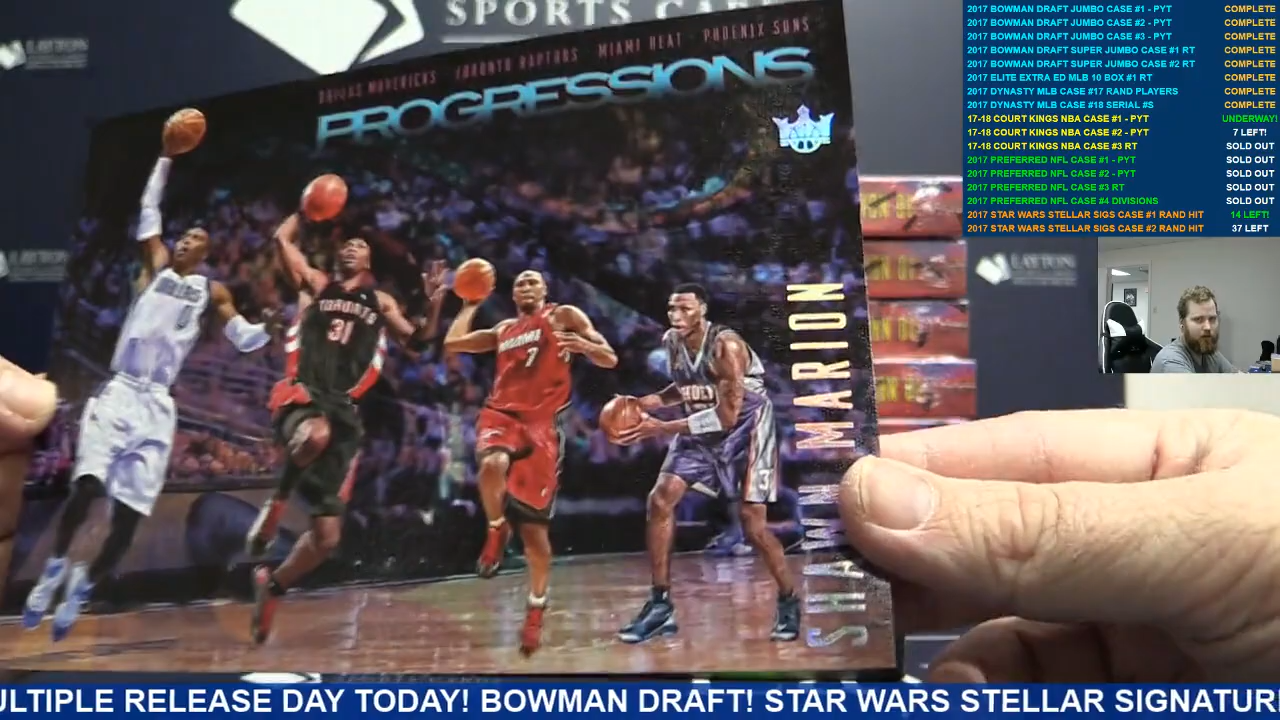 SPORTS CA
LAYTON
DALLAS MAVERICKS TORONTO RAPTORS MIAMI HEAT PHOENIX SUNS
PROGRESSIONS
SHAWN MARION
TORONTO
31
7
3
LAYTON
2017 BOWMAN DRAFT JUMBO CASE #1 - PYT COMPLETE
2017 BOWMAN DRAFT JUMBO CASE #2 - PYT COMPLETE
2017 BOWMAN DRAFT JUMBO CASE #3 - PYT COMPLETE
2017 BOWMAN DRAFT SUPER JUMBO CASE #1 RT COMPLETE
2017 BOWMAN DRAFT SUPER JUMBO CASE #2 RT COMPLETE
2017 ELITE EXTRA ED MLB 10 BOX #1 RT COMPLETE
2017 DYNASTY MLB CASE #17 RAND PLAYERS COMPLETE
2017 DYNASTY MLB CASE #18 SERIAL #S COMPLETE
17-18 COURT KINGS NBA CASE #1 - PYT UNDERWAY!
17-18 COURT KINGS NBA CASE #2 - PYT 7 LEFT!
17-18 COURT KINGS NBA CASE #3 RT SOLD OUT
2017 PREFERRED NFL CASE #1 - PYT SOLD OUT
2017 PREFERRED NFL CASE #2 - PYT SOLD OUT
2017 PREFERRED NFL CASE #3 RT SOLD OUT
2017 PREFERRED NFL CASE #4 DIVISIONS SOLD OUT
2017 STAR WARS STELLAR SIGS CASE #1 RAND HIT 14 LEFT!
2017 STAR WARS STELLAR SIGS CASE #2 RAND HIT 37 LEFT
ULTIPLE RELEASE DAY TODAY! BOWMAN DRAFT! STAR WARS STELLAR SIGNATUR